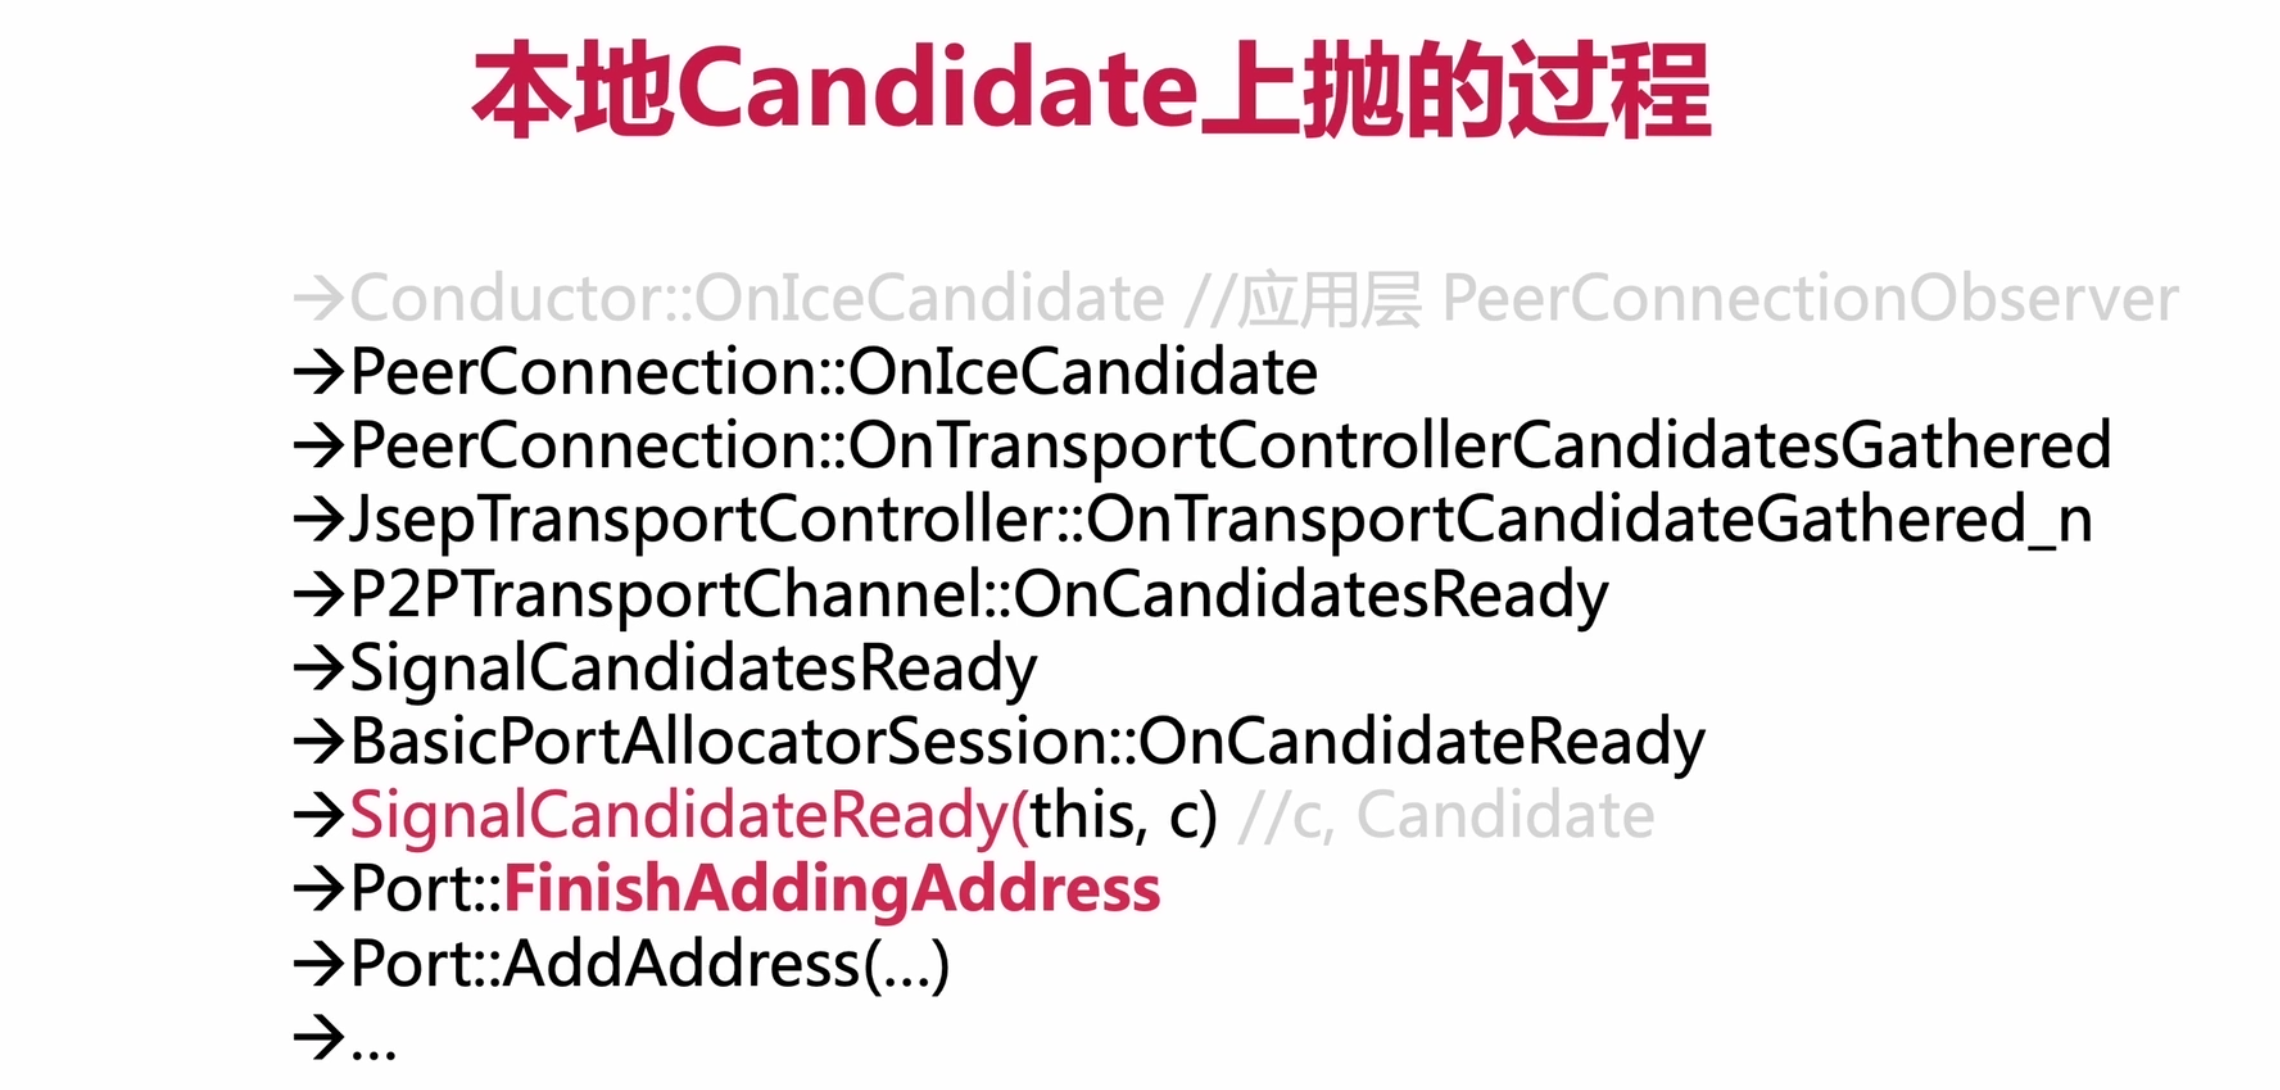 本地Candidate上抛的过程
→Conductor::OnIceCandidate //应用层 PeerConnectionObserver
→PeerConnection::OnIceCandidate
→PeerConnection::OnTransportControllerCandidatesGathered
→JsepTransportController::OnTransportCandidateGathered_n
→P2PTransportChannel::OnCandidatesReady
→SignalCandidatesReady
→BasicPortAllocatorSession::OnCandidateReady
→SignalCandidateReady(this, c) //c, Candidate
→Port::FinishAddingAddress
→Port::AddAddress(...)
→...